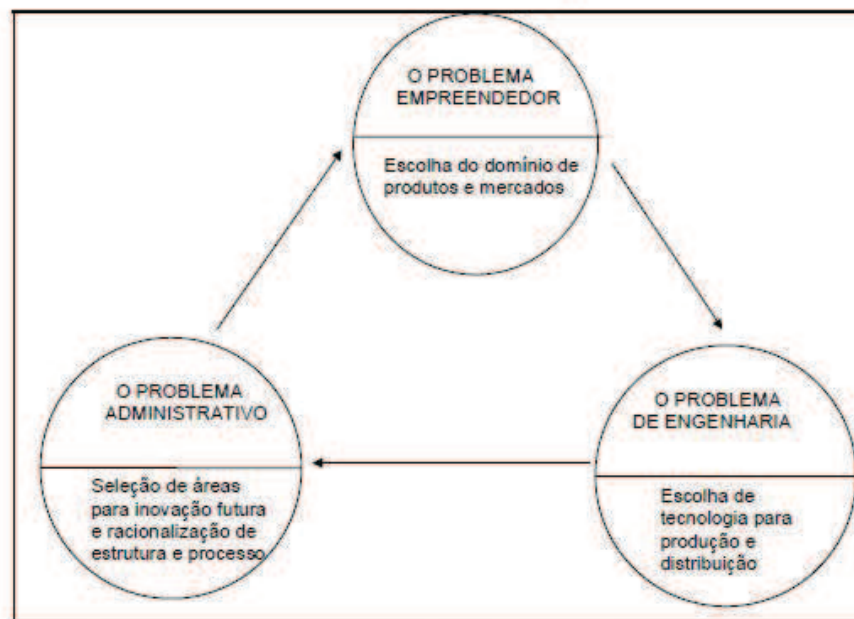 O PROBLEMA
EMPREENDEDOR
Escolha do domínio de
produtos e mercados
O PROBLEMA
ADMINISTRATIVO
Seleção de áreas
para inovação futura
e racionalização de
estrutura e processo
O PROBLEMA
DE ENGENHARIA
Escolha de
tecnologia para
produção e
distribuição